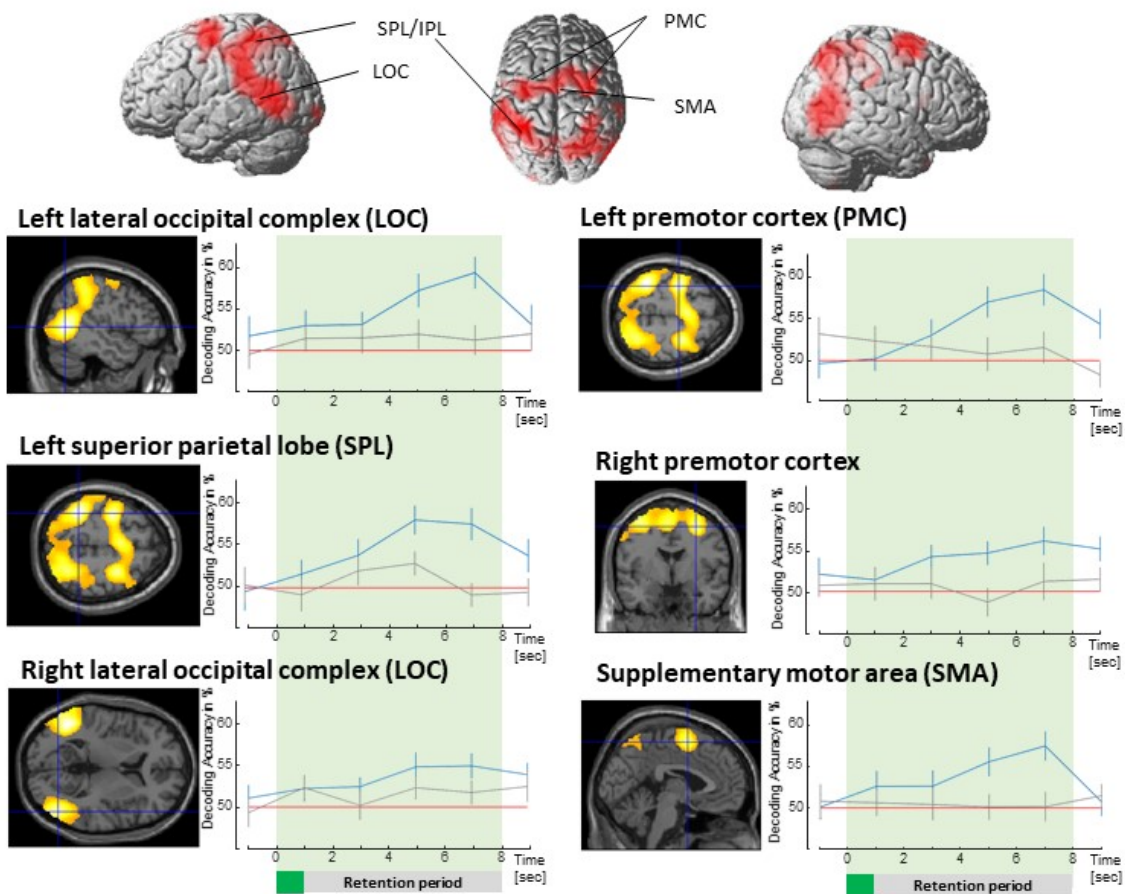 SPL/IPL
PMC
LOC
SMA
Left lateral occipital complex (LOC)
Decoding Accuracy in %
60
55
50
0 2 4 6 8 Time
[sec]
Left premotor cortex (PMC)
Decoding Accuracy in %
60
55
50
0 2 4 6 8 Time
[sec]
Left superior parietal lobe (SPL)
Decoding Accuracy in %
60
55
50
0 2 4 6 8 Time
[sec]
Right premotor cortex
Decoding Accuracy in %
60
55
50
0 2 4 6 8 Time
[sec]
Right lateral occipital complex (LOC)
Decoding Accuracy in %
60
55
50
0 2 4 6 8 Time
[sec]
Retention period
Supplementary motor area (SMA)
Decoding Accuracy in %
60
55
50
0 2 4 6 8 Time
[sec]
Retention period